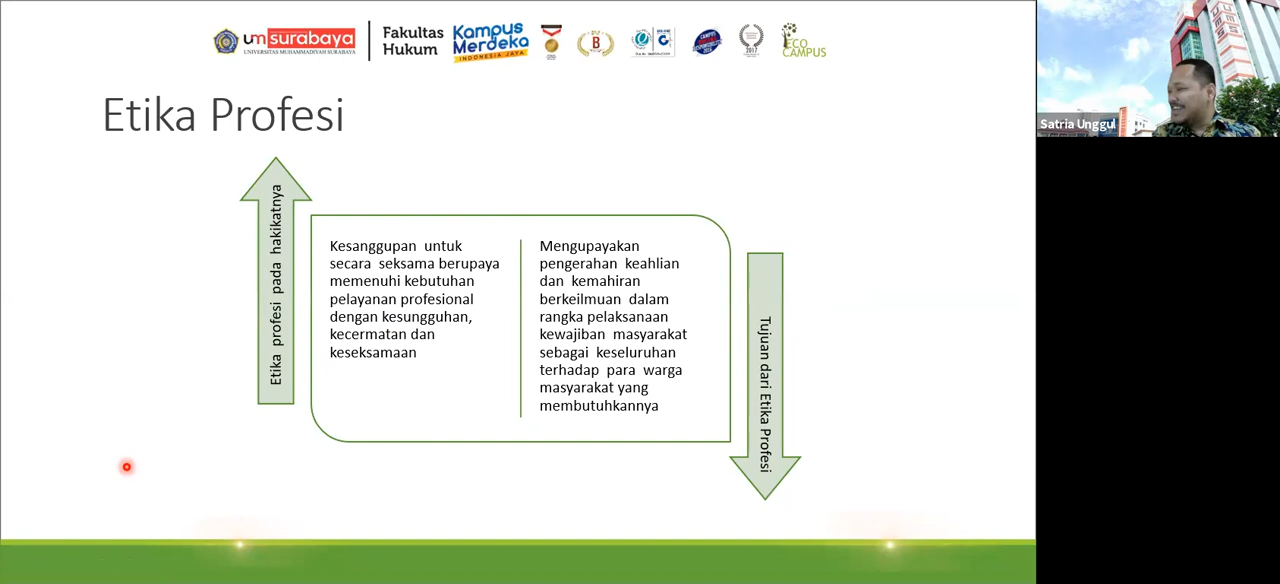 um surabaya
UNIVERSITAS MUHAMMADIYAH SURABAYA
Fakultas
Hukum
Kampus
Merdeka
INDONESIA JAYA
B
2017
ECO
CAMPUS
Satria Unggul
Etika Profesi
Etika profesi pada hakikatnya
Kesanggupan untuk
secara seksama berupaya
memenuhi kebutuhan
pelayanan profesional
dengan kesungguhan,
kecermatan dan
keseksamaan
Mengupayakan
pengerahan keahlian
dan kemahiran
berkeilmuan dalam
rangka pelaksanaan
kewajiban masyarakat
sebagai keseluruhan
terhadap para warga
masyarakat yang
membutuhkannya
Tujuan dari Etika Profesi